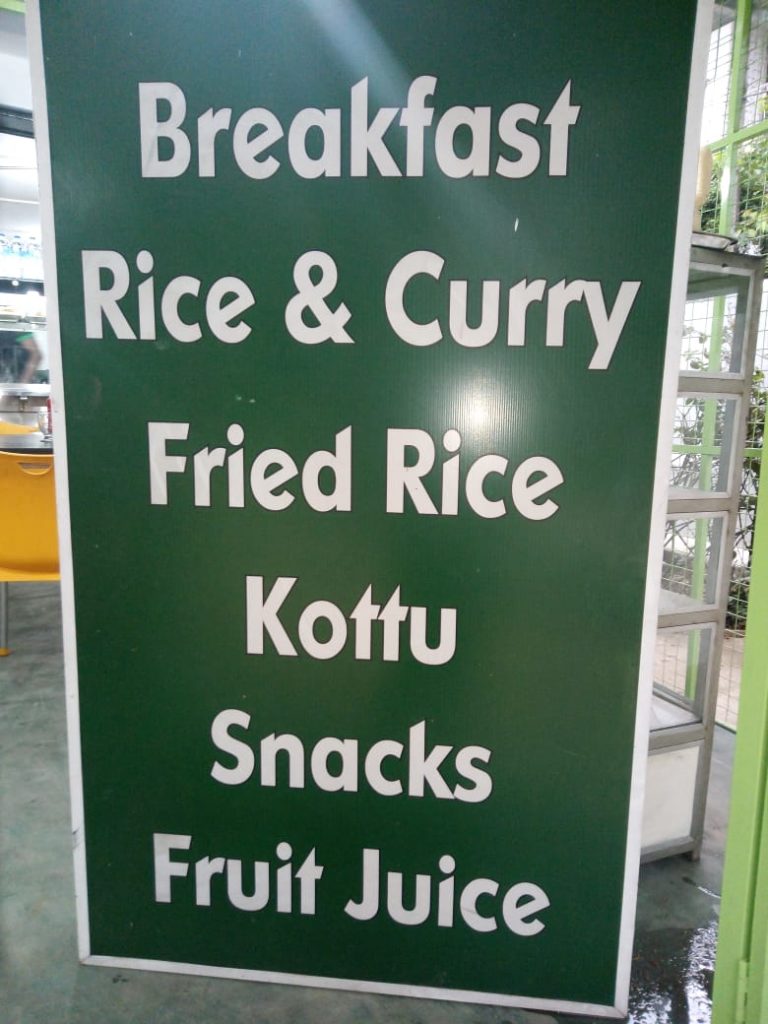 Breakfast
Rice & Curry
Fried Rice
Kottu
Snacks
Fruit Juice